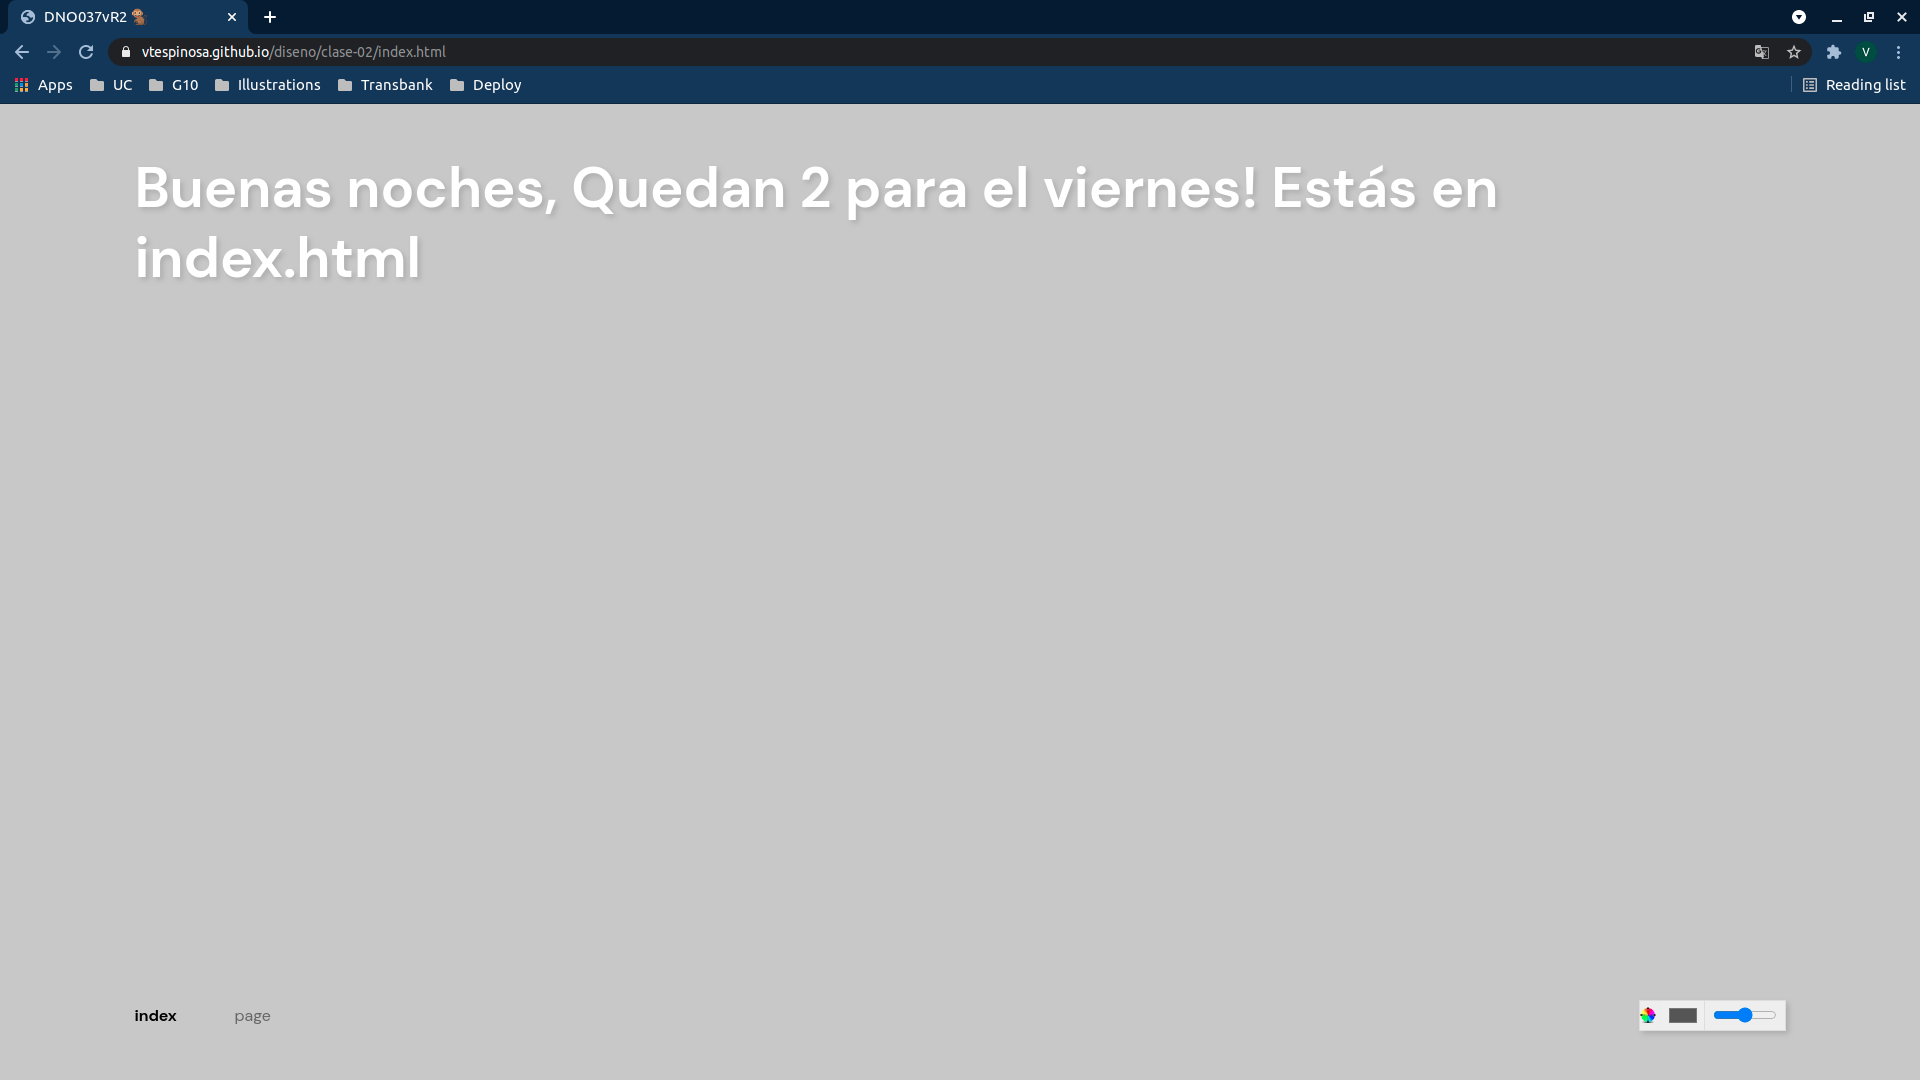 DNO037vR2 🐒
vtespinosa.github.io/diseno/clase-02/index.html
V
Apps UC G10 Illustrations Transbank Deploy Reading list
Buenas noches, Quedan 2 para el viernes! Estás en
index.html
index page